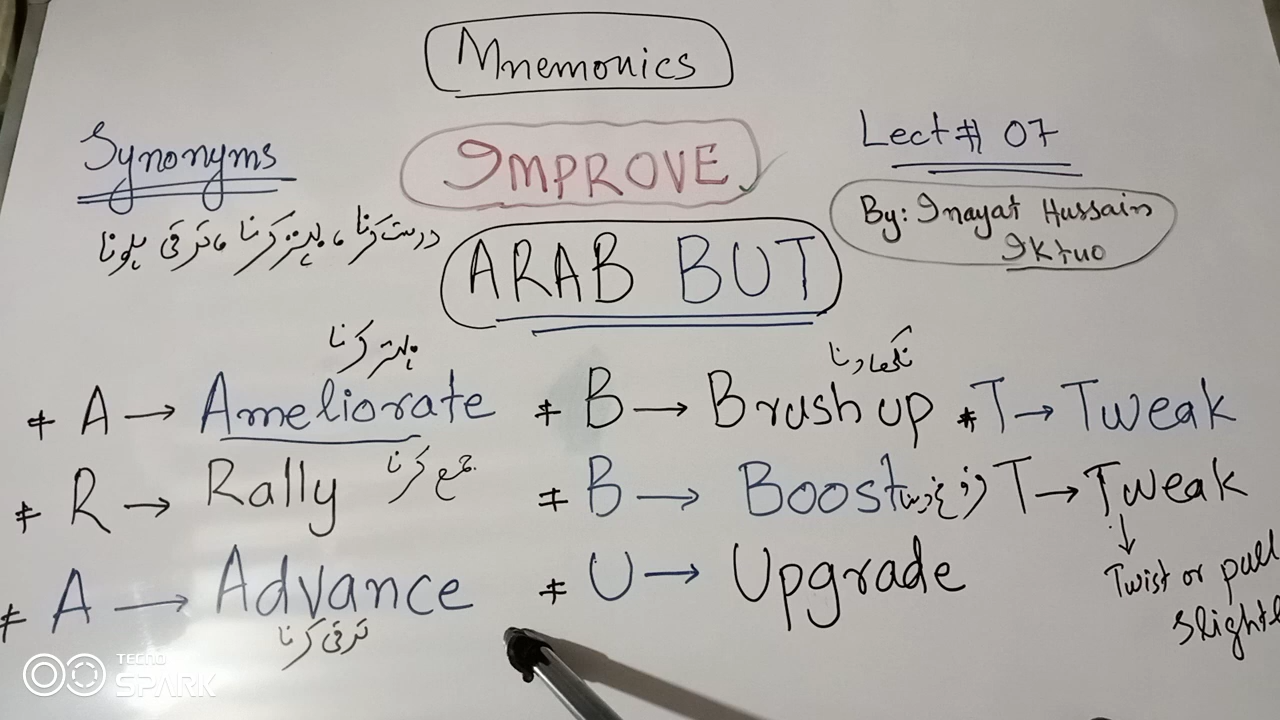 Mnemonics
Synonyms
IMPROVE
Lect # 07
درست کرنا، بہتر کرنا، ترقی ہونا
By: Inayat Hussain
Iktuo
ARAB BUT
بہتر کرنا
* A → Ameliorate
جمع کرنا
* R → Rally
* A → Advance
ترقی کرنا
نکھارنا
* B → Brush up
* B → Boost
* U → Upgrade
* T → Tweak
T → Tweak
↓
Twist or pull
slightl
TECNO
SPARK